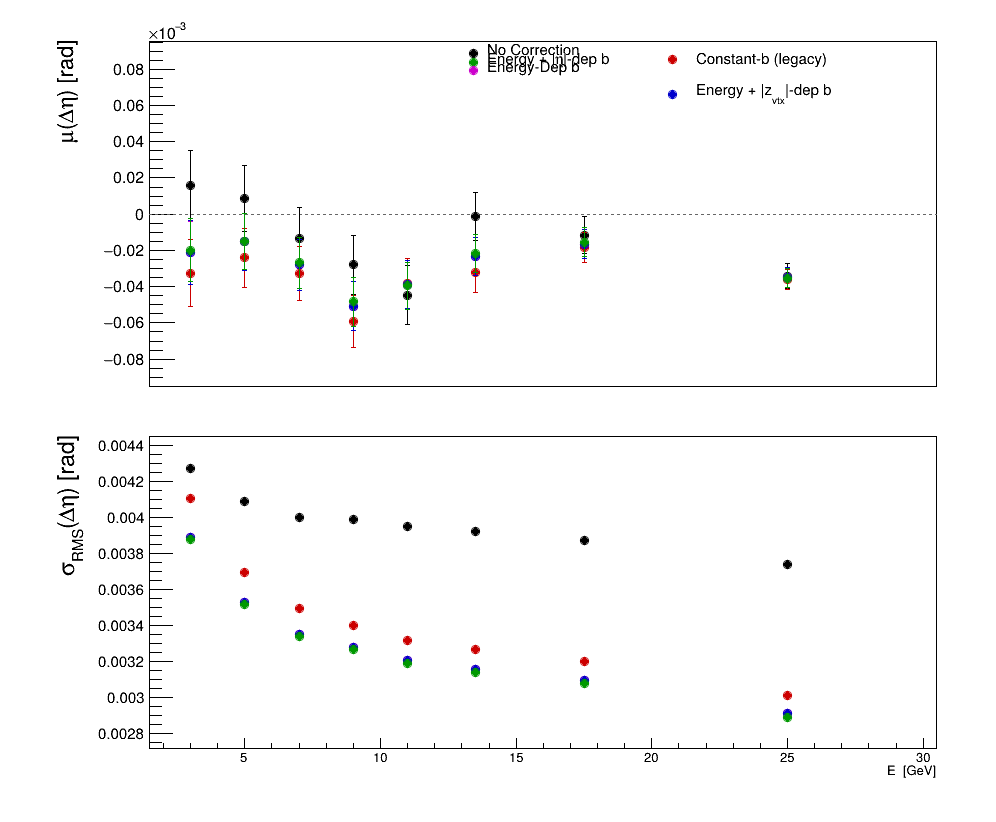 ×10⁻³
μ(Δη) [rad]
0.08
0.06
0.04
0.02
0
−0.02
−0.04
−0.06
−0.08
No Correction
Energy + |η|-dep b
Energy-Dep b
Constant-b (legacy)
Energy + |z_vtx|-dep b
σ_RMS(Δη) [rad]
0.0044
0.0042
0.004
0.0038
0.0036
0.0034
0.0032
0.003
0.0028
5 10 15 20 25 30
E [GeV]